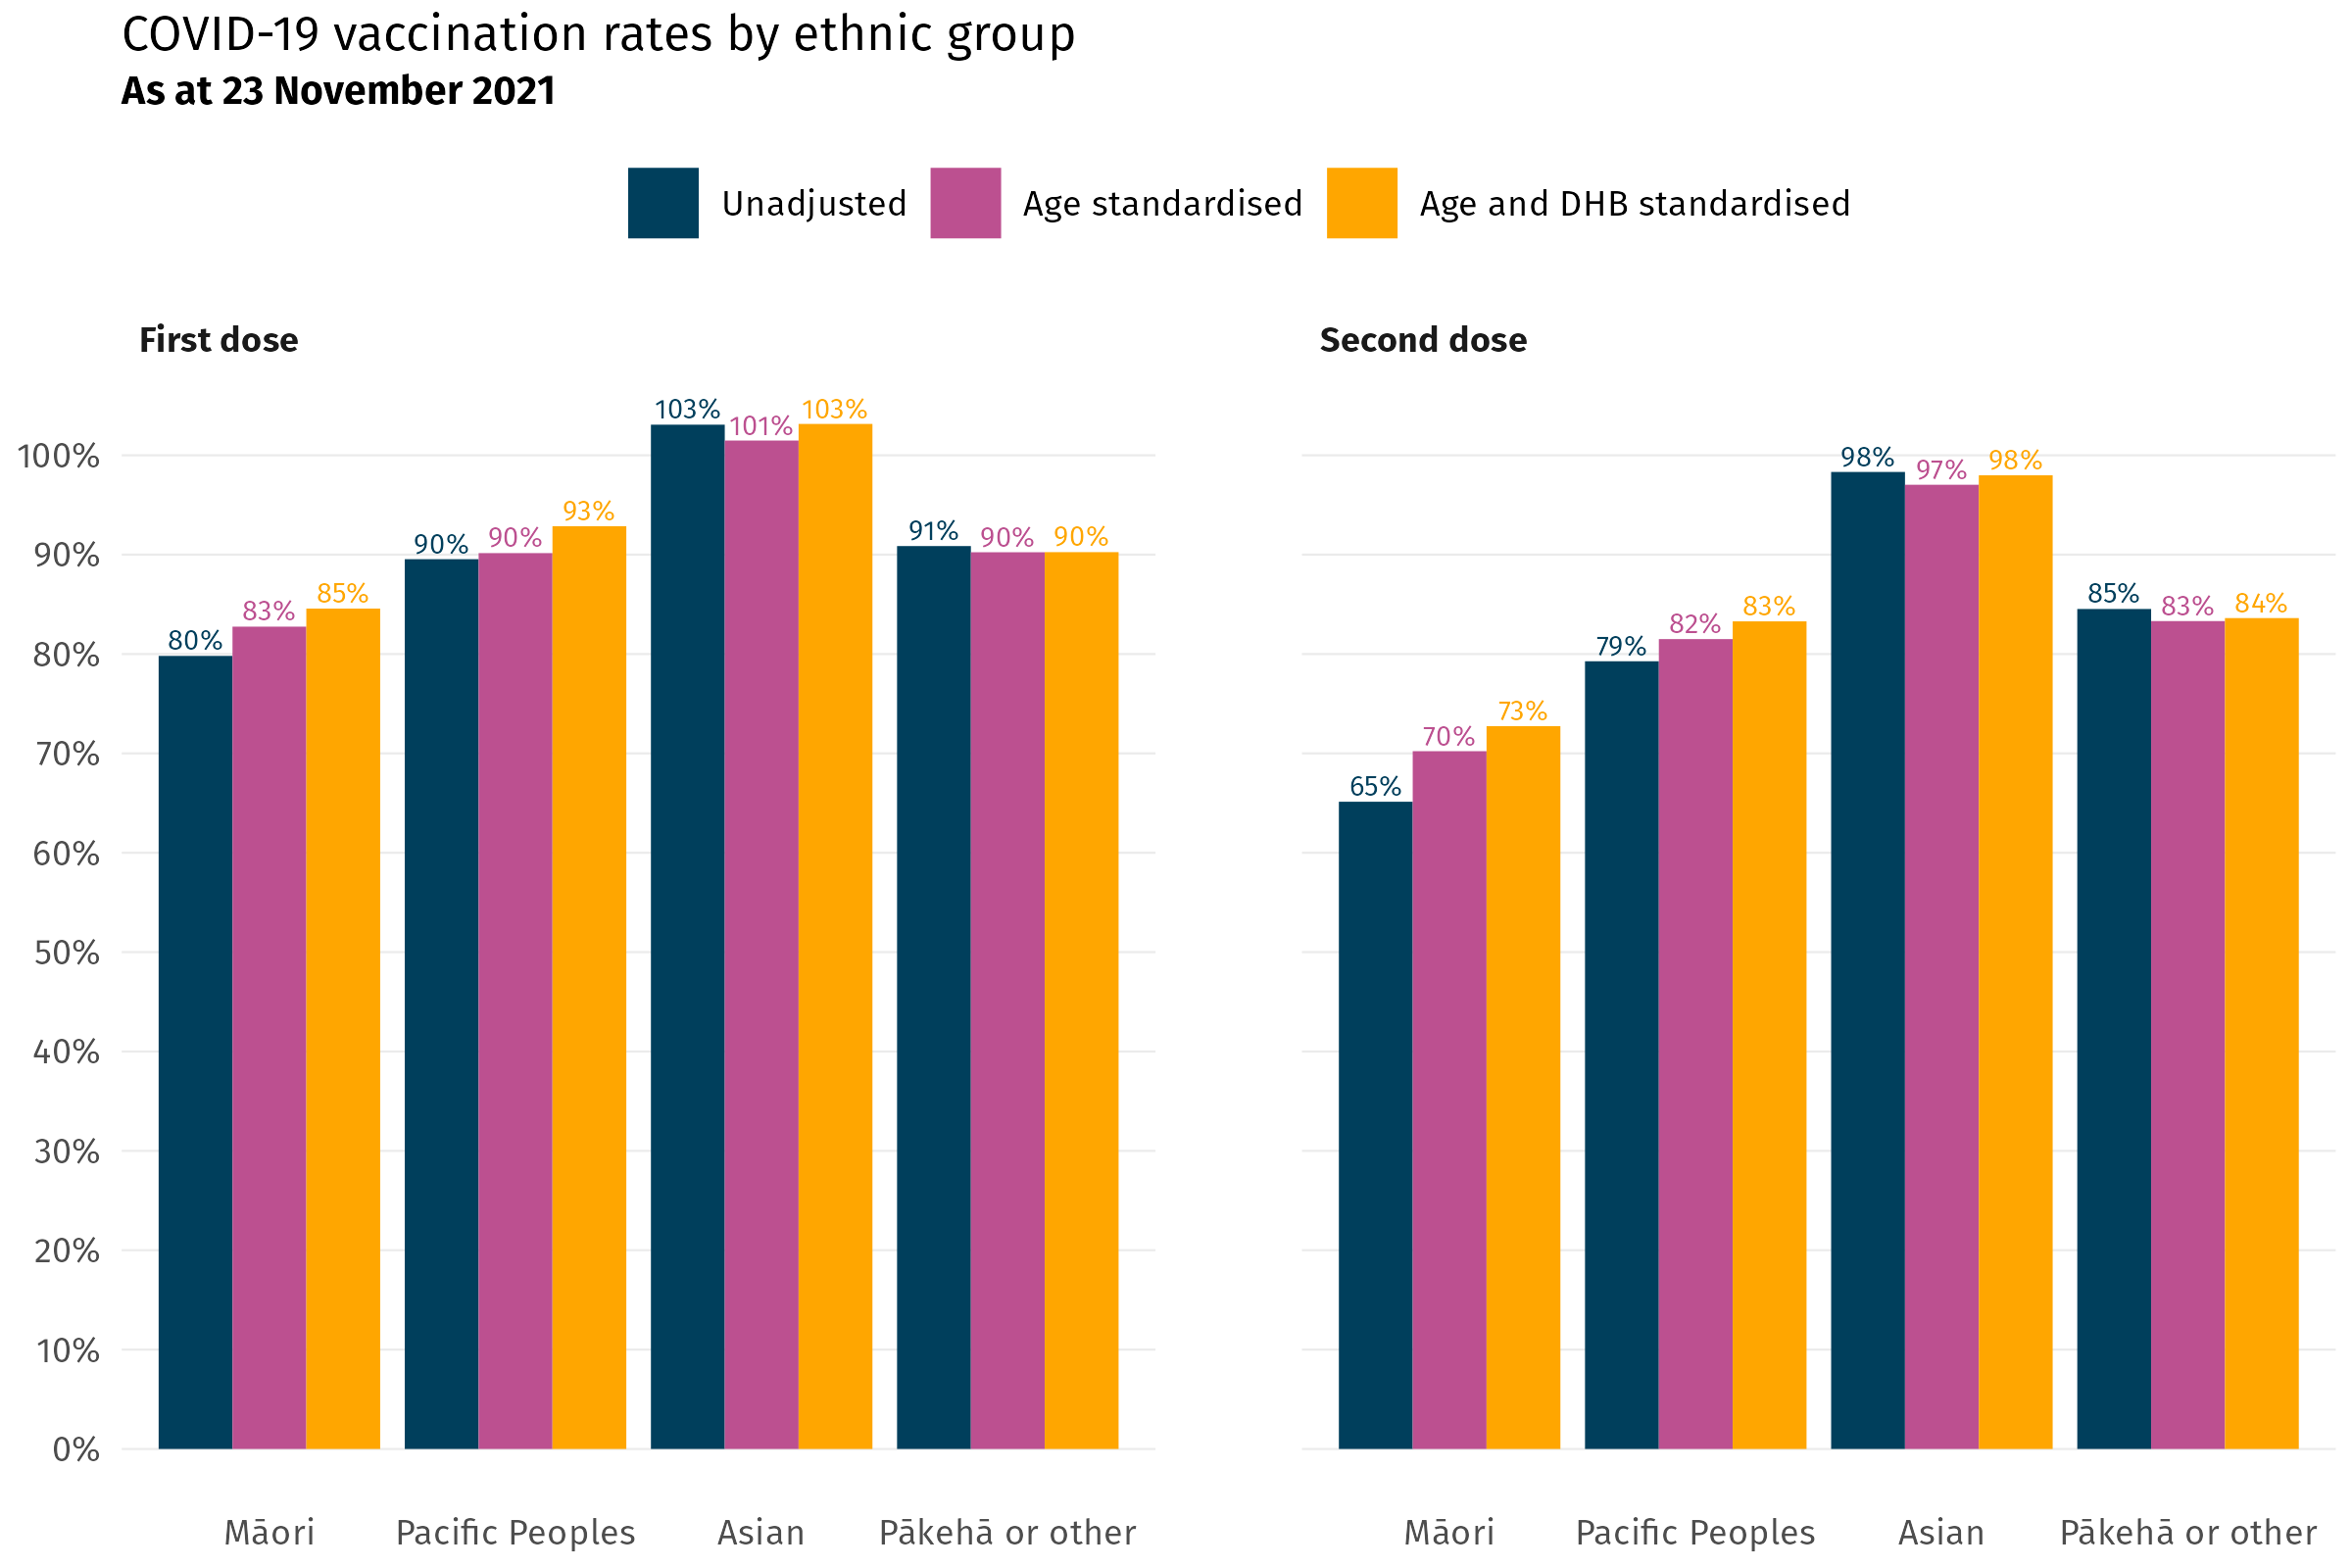 COVID-19 vaccination rates by ethnic group
As at 23 November 2021
Unadjusted Age standardised Age and DHB standardised
First dose
103% 101% 103%
93%
90% 90%
91% 90% 90%
85%
83%
80%
100%
90%
80%
70%
60%
50%
40%
30%
20%
10%
0%
Māori Pacific Peoples Asian Pākehā or other
Second dose
98% 97% 98%
85% 83% 84%
79% 82% 83%
65% 70% 73%
Māori Pacific Peoples Asian Pākehā or other